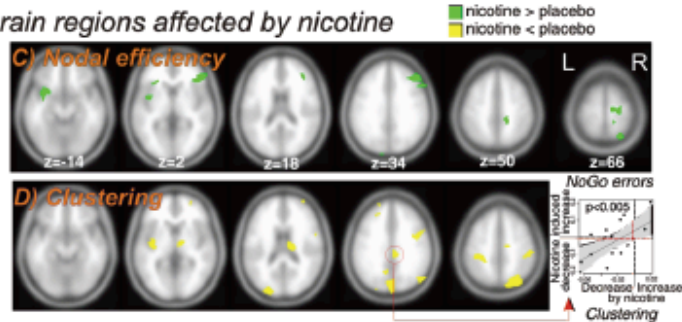 rain regions affected by nicotine
nicotine > placebo
nicotine < placebo
C) Nodal efficiency
L R
z=-14 z=2 z=18 z=34 z=50 z=66
D) Clustering
NoGo errors
p<0.005
Nicotine induced
decrease increase
Decrease Increase
by nicotine
Clustering